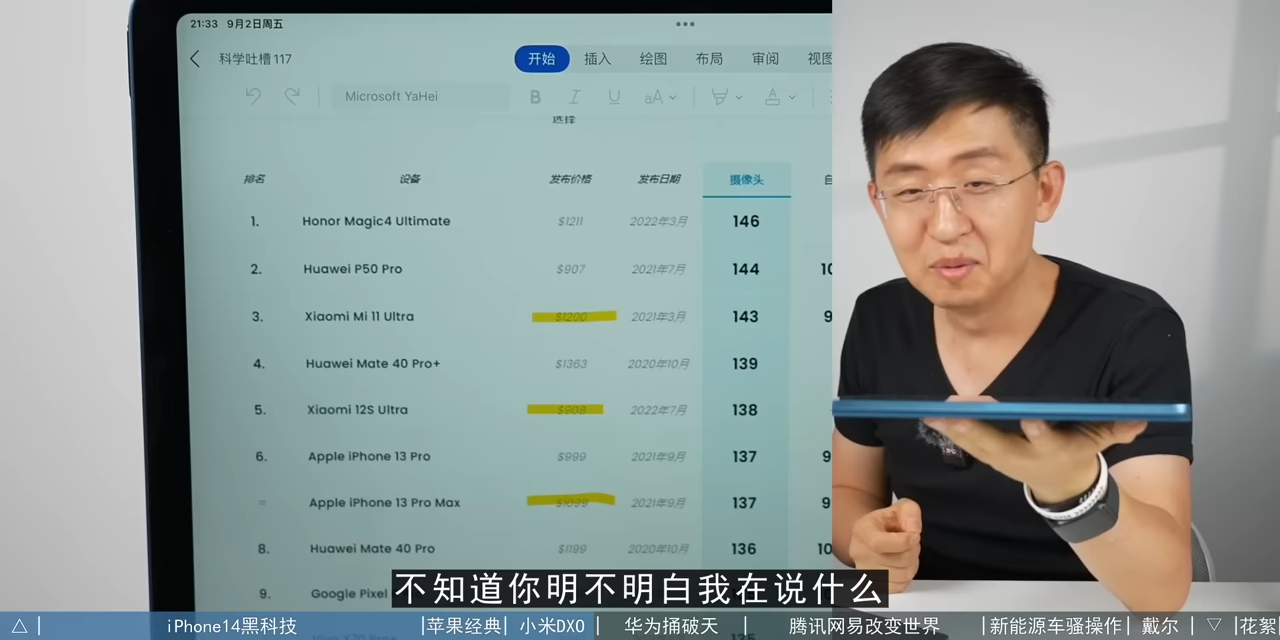 21:33 9月2日周五
科学吐槽117
开始 插入 绘图 布局 审阅 视图
Microsoft YaHei B I U aA A
选择
排名 设备 发布价格 发布日期 摄像头
1. Honor Magic4 Ultimate $1211 2022年3月 146
2. Huawei P50 Pro $907 2021年7月 144 10
3. Xiaomi Mi 11 Ultra $1200 2021年3月 143 9
4. Huawei Mate 40 Pro+ $1363 2020年10月 139
5. Xiaomi 12S Ultra $908 2022年7月 138
6. Apple iPhone 13 Pro $999 2021年9月 137 9
= Apple iPhone 13 Pro Max $1099 2021年9月 137 9
8. Huawei Mate 40 Pro $1199 2020年10月 136 10
9. Google Pixel
不知道你明不明白我在说什么
△ | iPhone14黑科技 |苹果经典| 小米DXO | 华为捅破天 | 腾讯网易改变世界 |新能源车骚操作| 戴尔 | ▽ |花絮